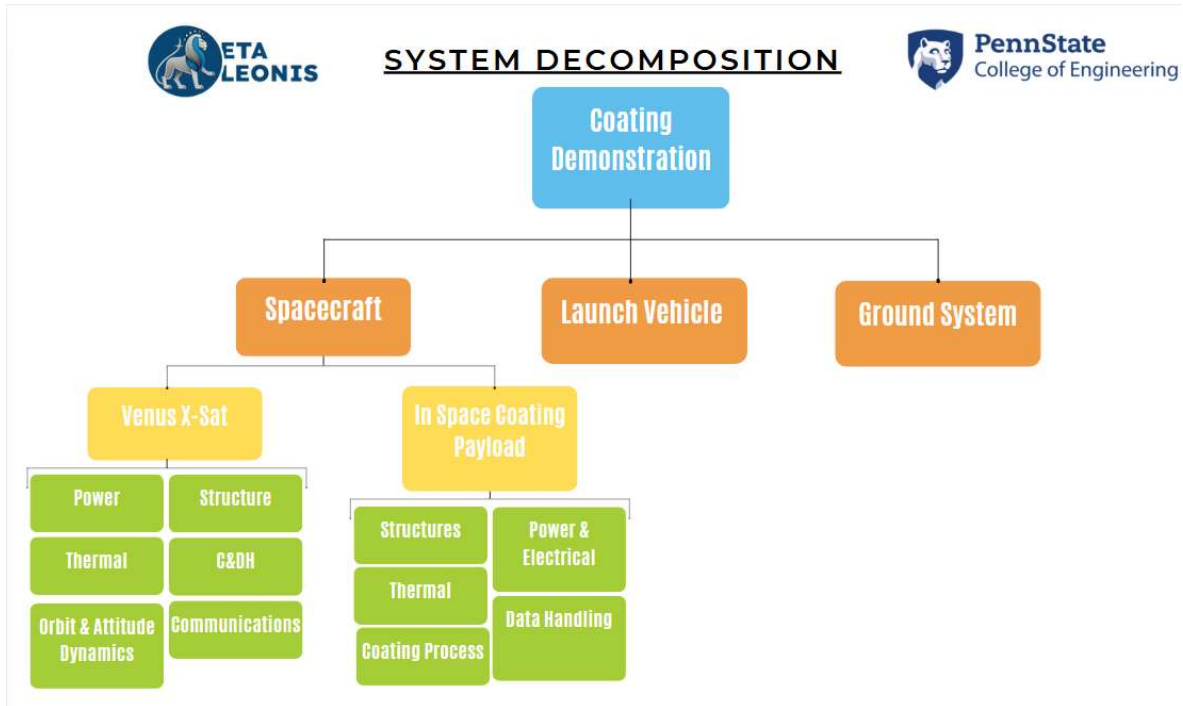 ETA
LEONIS
SYSTEM DECOMPOSITION
PennState
College of Engineering
Coating
Demonstration
Spacecraft
Launch Vehicle
Ground System
Venus X-Sat
In Space Coating
Payload
Power
Structure
Thermal
C&DH
Orbit & Attitude
Dynamics
Communications
Structures
Power &
Electrical
Thermal
Data Handling
Coating Process